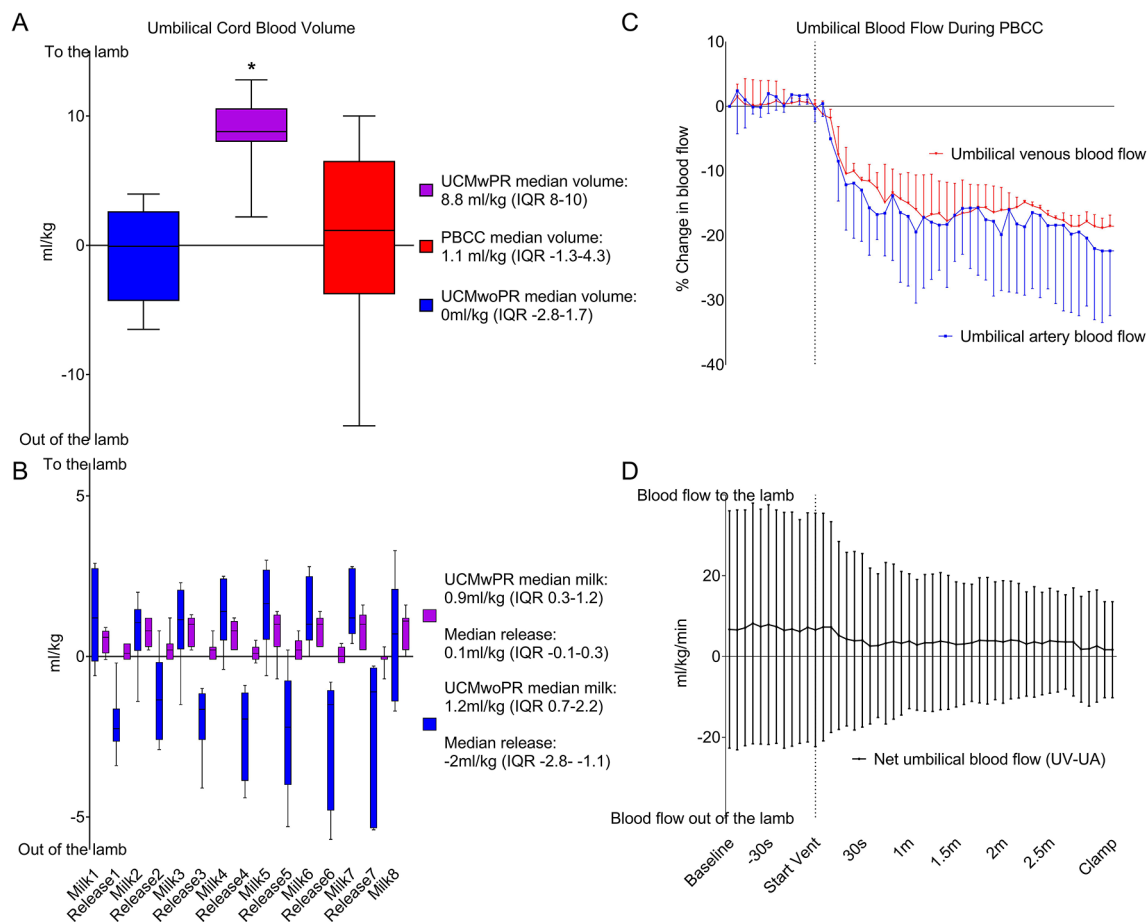 A
Umbilical Cord Blood Volume
To the lamb
10
0
-10
ml/kg
Out of the lamb
*
UCMwPR median volume:
8.8 ml/kg (IQR 8-10)
PBCC median volume:
1.1 ml/kg (IQR -1.3-4.3)
UCMwoPR median volume:
0ml/kg (IQR -2.8-1.7)
B
To the lamb
5
0
-5
ml/kg
Out of the lamb
UCMwPR median milk:
0.9ml/kg (IQR 0.3-1.2)
Median release:
0.1ml/kg (IQR -0.1-0.3)
UCMwoPR median milk:
1.2ml/kg (IQR 0.7-2.2)
Median release:
-2ml/kg (IQR -2.8- -1.1)
Milk1
Release1
Milk2
Release2
Milk3
Release3
Milk4
Release4
Milk5
Release5
Milk6
Release6
Milk7
Release7
Milk8
C
Umbilical Blood Flow During PBCC
10
0
-10
-20
-30
-40
% Change in blood flow
Umbilical venous blood flow
Umbilical artery blood flow
D
Blood flow to the lamb
20
0
-20
ml/kg/min
Net umbilical blood flow (UV-UA)
Blood flow out of the lamb
Baseline
-30s
Start Vent
30s
1m
1.5m
2m
2.5m
Clamp